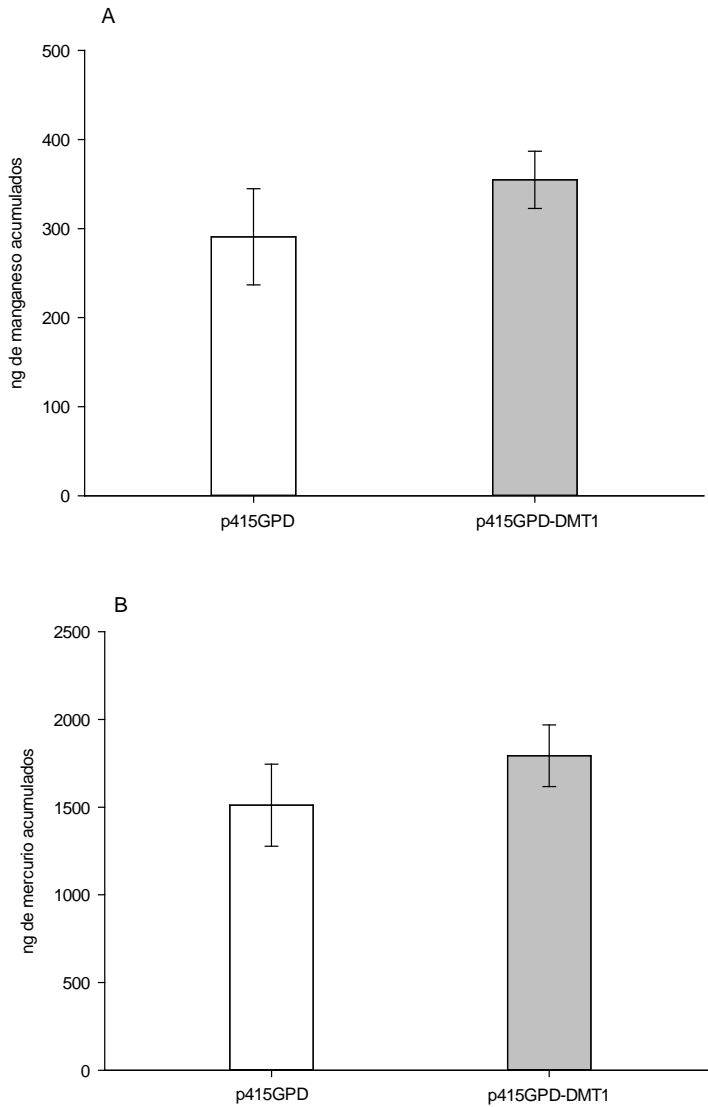 A
500
400
300
200
100
0
ng de manganeso acumulados
p415GPD p415GPD-DMT1
B
2500
2000
1500
1000
500
0
ng de mercurio acumulados
p415GPD p415GPD-DMT1